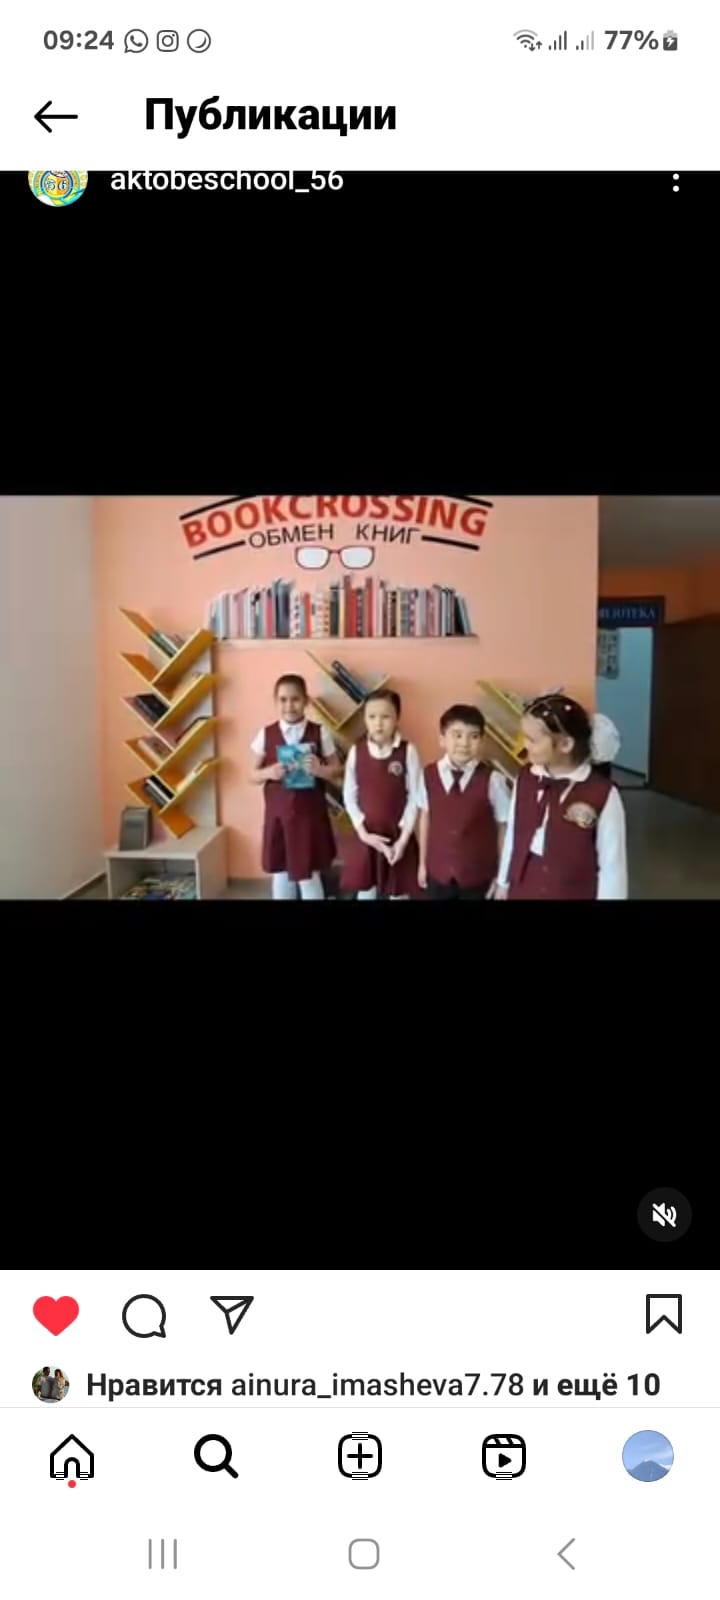 09:24 77%
Публикации
aktobeschool_56
BOOKCROSSING
ОБМЕН КНИГ
Нравится ainura_imasheva7.78 и ещё 10